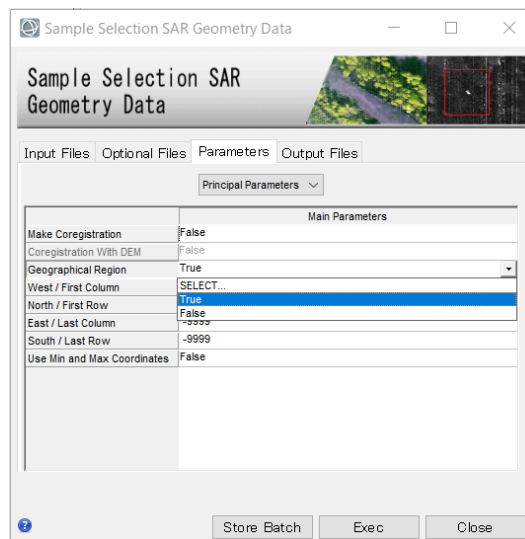 Sample Selection SAR Geometry Data
Sample Selection SAR
Geometry Data
Input Files Optional Files Parameters Output Files
Principal Parameters
Main Parameters
Make Coregistration False
Coregistration With DEM False
Geographical Region True
West / First Column SELECT...
North / First Row True
False
East / Last Column -9999
South / Last Row -9999
Use Min and Max Coordinates False
?
Store Batch Exec Close